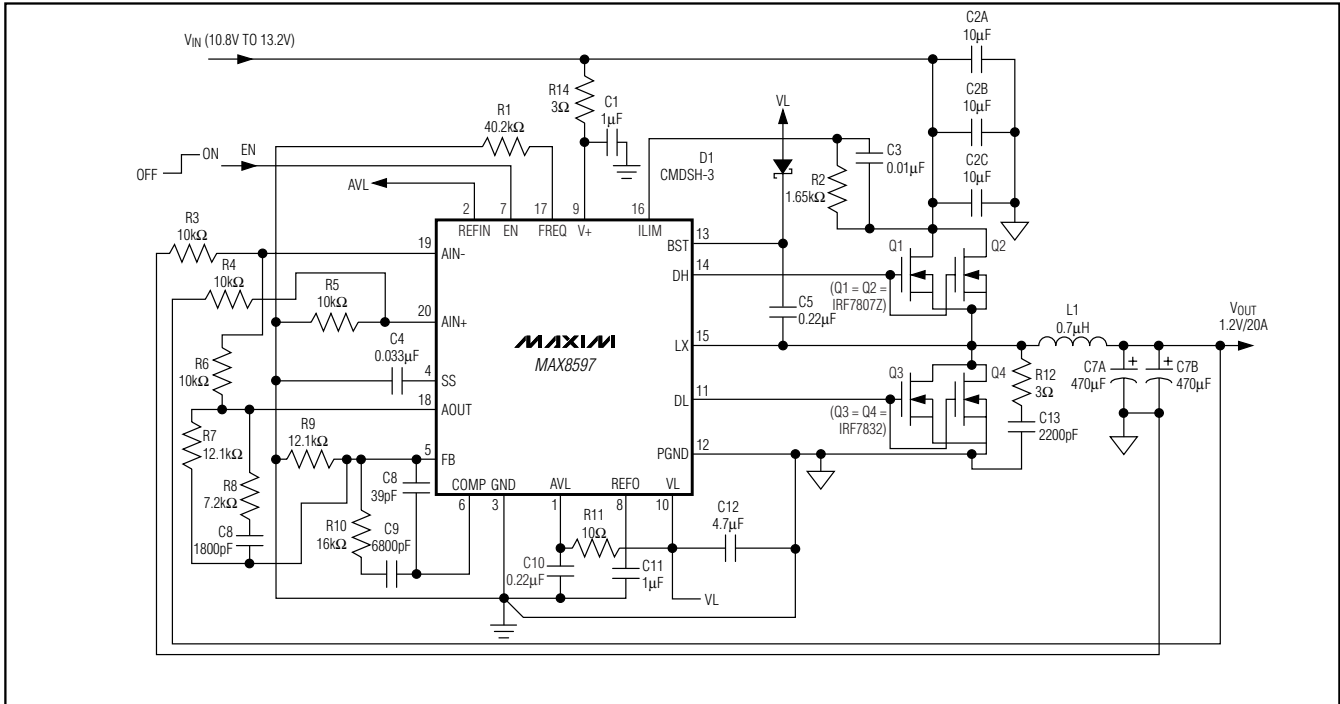 C2A
10µF
V_IN (10.8V TO 13.2V)
R14
3Ω
C1
1µF
R1
40.2kΩ
VL
C2B
10µF
OFF
ON
EN
D1
CMDSH-3
C3
0.01µF
C2C
10µF
AVL
R2
1.65kΩ
2
7
17
9
16
REFIN
EN
FREQ
V+
ILIM
R3
10kΩ
19
AIN-
BST
13
Q1
Q2
R4
10kΩ
DH
14
(Q1 = Q2 =
IRF7807Z)
R5
10kΩ
20
AIN+
C5
0.22µF
V_OUT
1.2V/20A
C4
0.033µF
MAXIM
MAX8597
LX
15
L1
0.7µH
R6
10kΩ
4
SS
Q3
Q4
R12
3Ω
C7A
470µF
+
C7B
470µF
+
18
AOUT
DL
11
(Q3 = Q4 =
IRF7832)
C13
2200pF
R7
12.1kΩ
R9
12.1kΩ
5
FB
PGND
12
R8
7.2kΩ
C8
39pF
COMP
GND
AVL
REFO
VL
6
3
1
8
10
C12
4.7µF
R10
16kΩ
C9
6800pF
R11
10Ω
C8
1800pF
C10
0.22µF
C11
1µF
VL